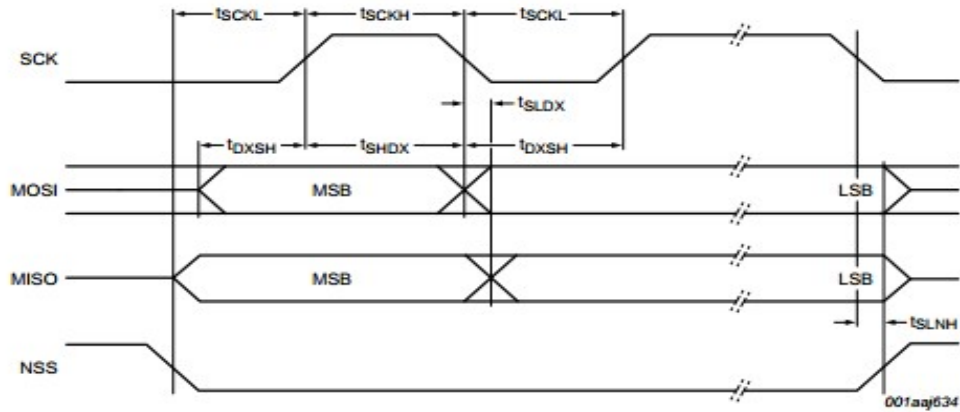 tSCKL tSCKH tSCKL
SCK
tSLDX
tDXSH tSHDX tDXSH
MOSI MSB LSB
MISO MSB LSB
tSLNH
NSS
001aaj634